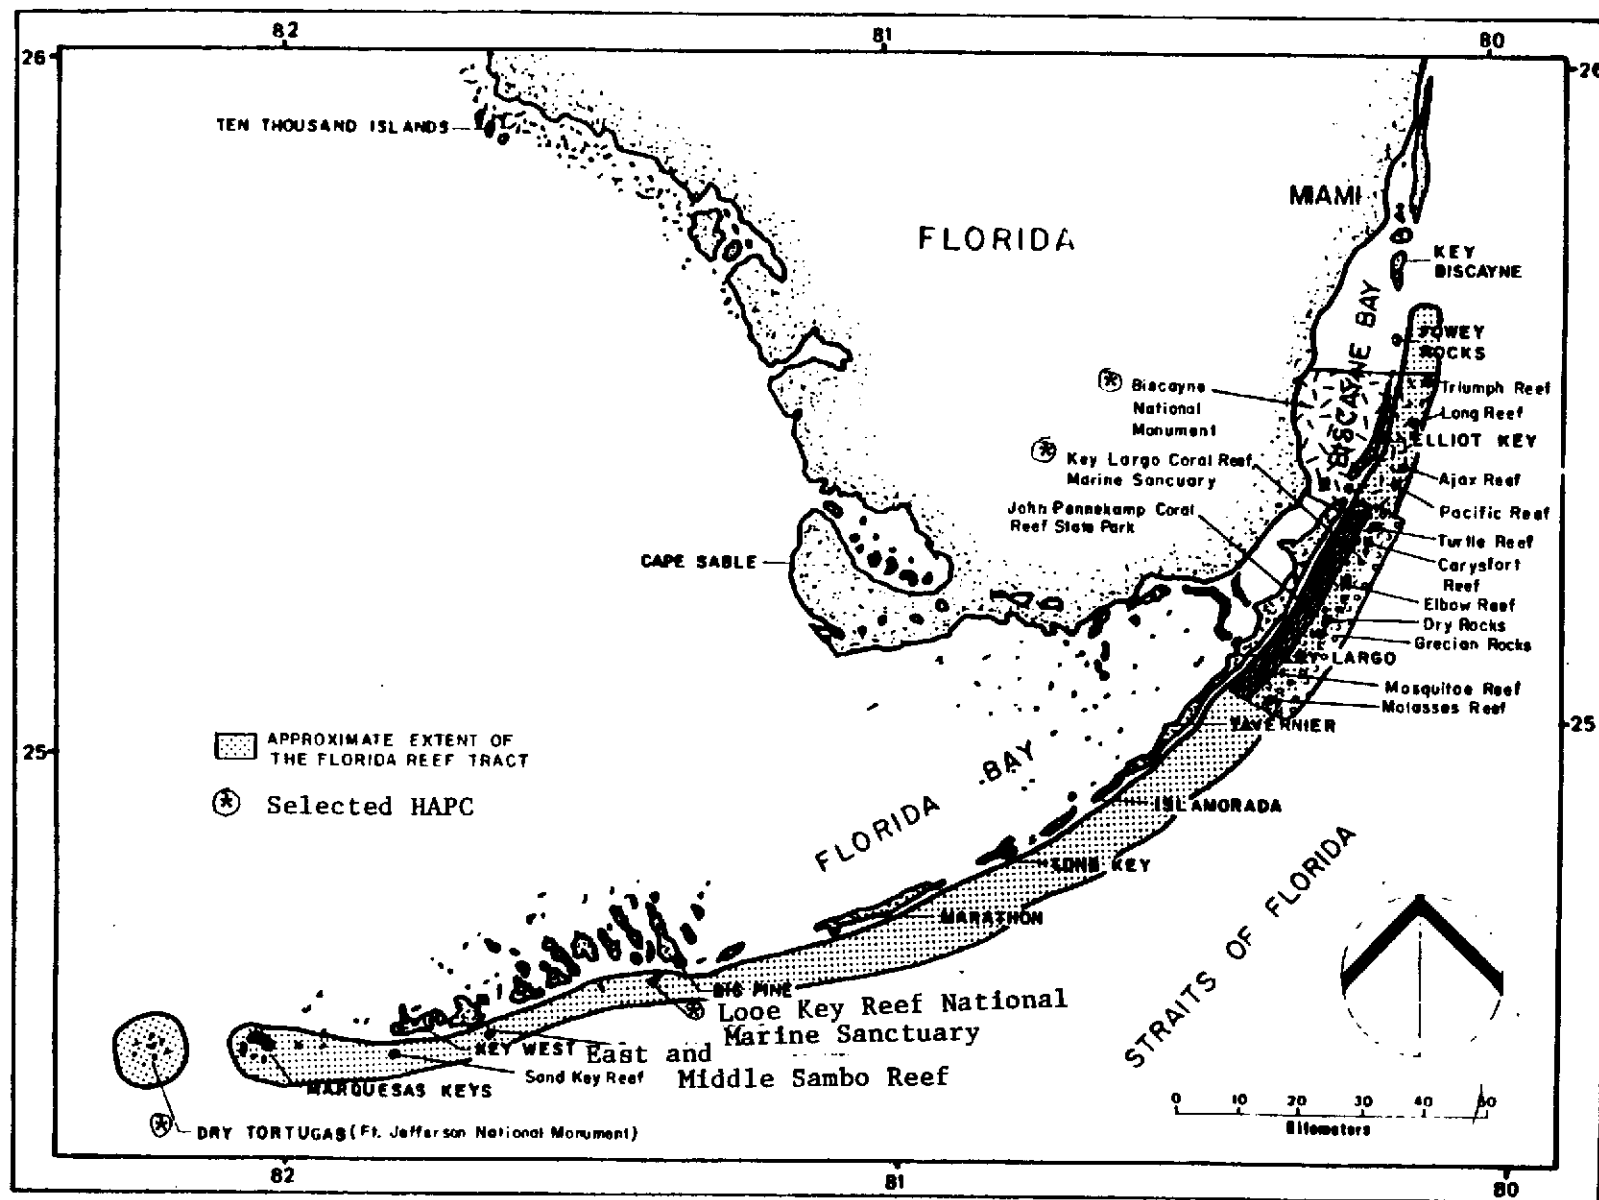 82
81
80
26
26
TEN THOUSAND ISLANDS
MIAMI
FLORIDA
KEY
BISCAYNE
BISCAYNE BAY
FOWEY
ROCKS
Biscayne
National
Monument
Triumph Reef
Long Reef
ELLIOT KEY
Key Largo Coral Reef
Marine Sancuary
Ajax Reef
John Pennekamp Coral
Reef State Park
Pacific Reef
Turtle Reef
CAPE SABLE
Carysfort
Reef
Elbow Reef
Dry Rocks
Grecian Rocks
KEY LARGO
Mosquitoe Reef
Molasses Reef
TAVERNIER
25
25
APPROXIMATE EXTENT OF
THE FLORIDA REEF TRACT
Selected HAPC
FLORIDA BAY
ISLAMORADA
LONG KEY
MARATHON
STRAITS OF FLORIDA
BIG PINE
Looe Key Reef National
Marine Sanctuary
KEY WEST
East and
Middle Sambo Reef
Sand Key Reef
MARQUESAS KEYS
DRY TORTUGAS (Ft. Jefferson National Monument)
0 10 20 30 40 50
Kilometers
82
81
80